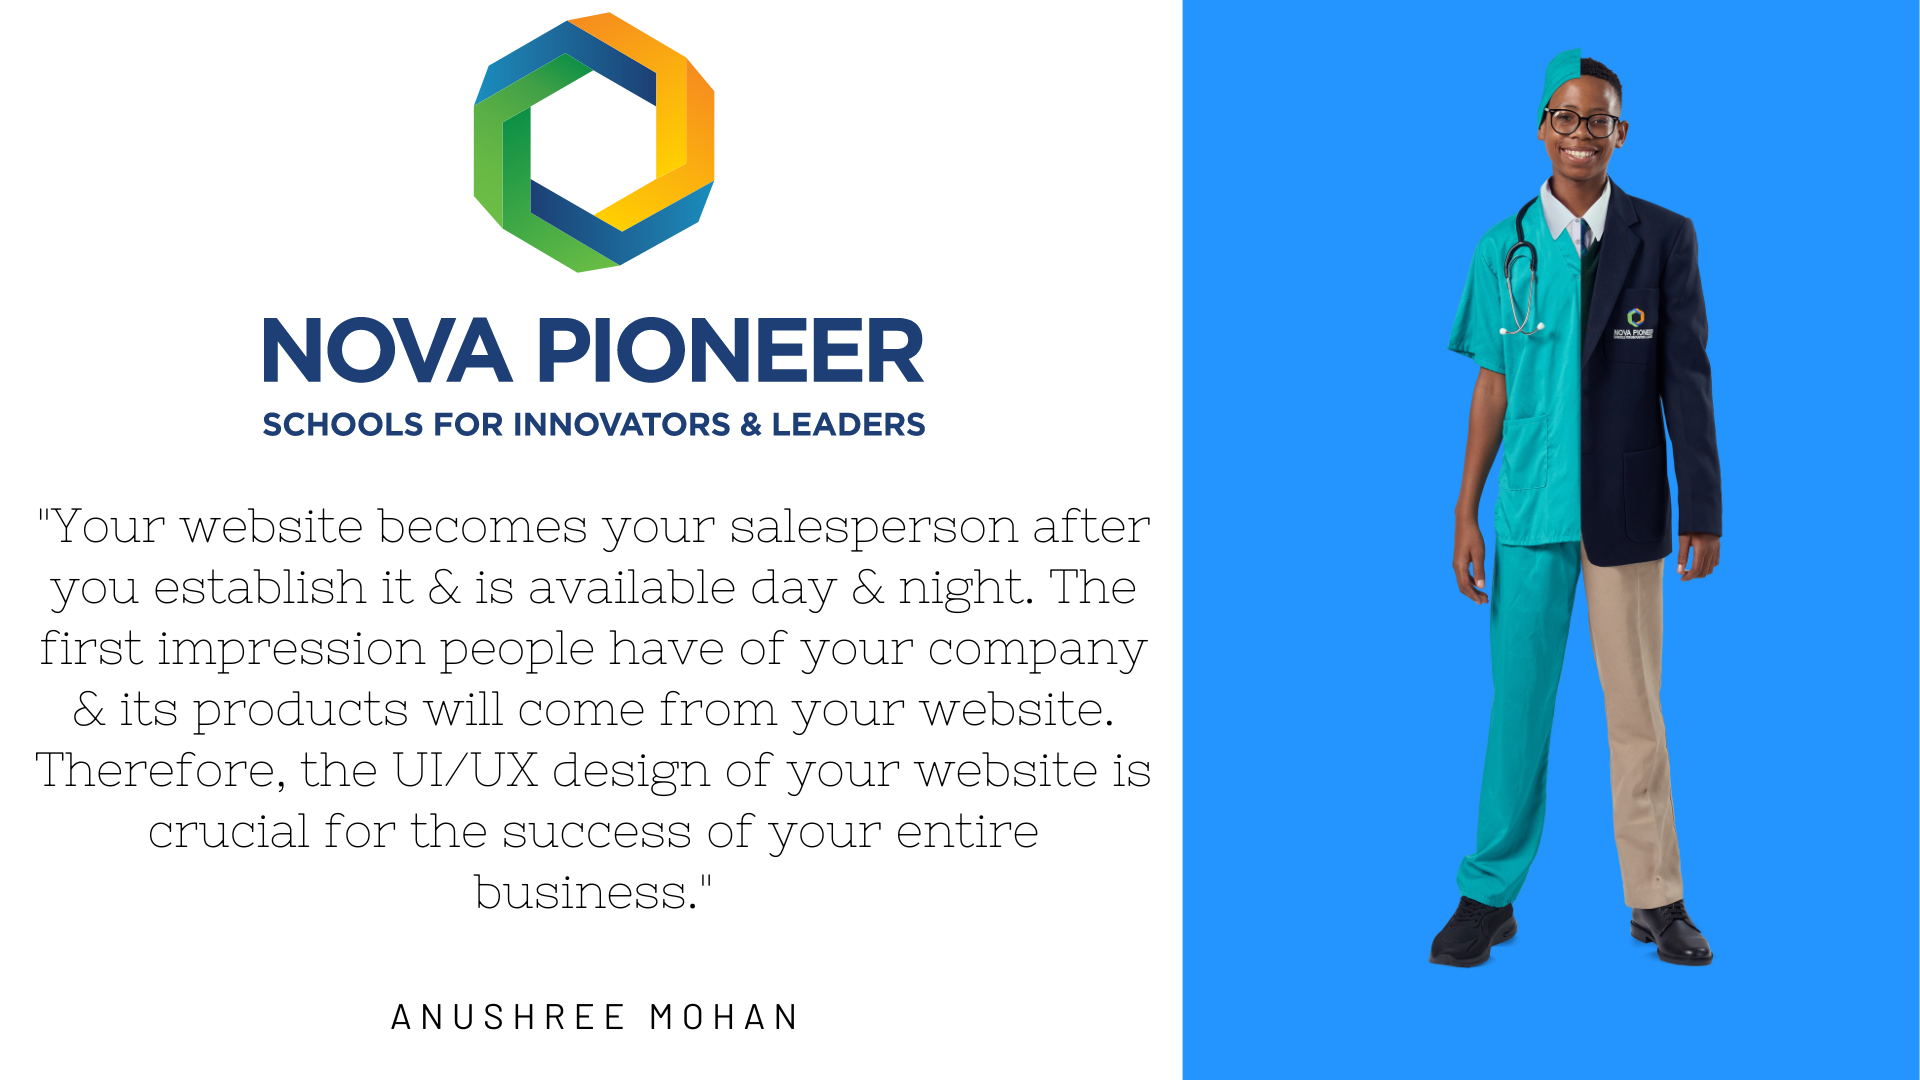 NOVA PIONEER
SCHOOLS FOR INNOVATORS & LEADERS
"Your website becomes your salesperson after
you establish it & is available day & night. The
first impression people have of your company
& its products will come from your website.
Therefore, the UI/UX design of your website is
crucial for the success of your entire
business."
ANUSHREE MOHAN
NOVA PIONEER